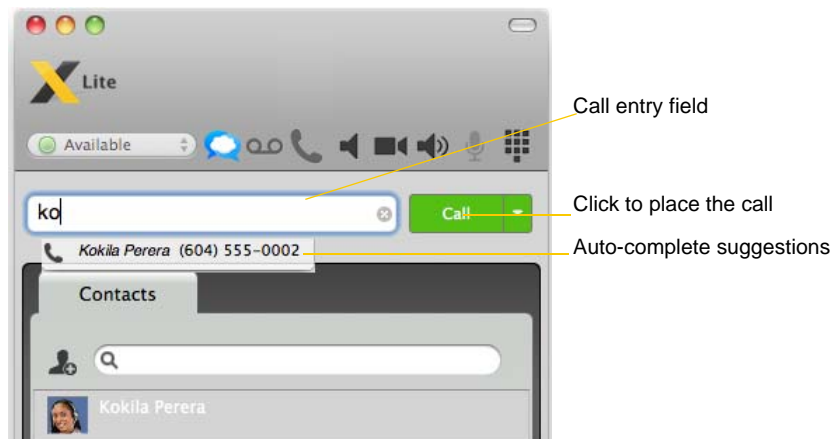 X Lite
Available
Call entry field
ko
Call
Click to place the call
Kokila Perera (604) 555-0002
Auto-complete suggestions
Contacts
Kokila Perera